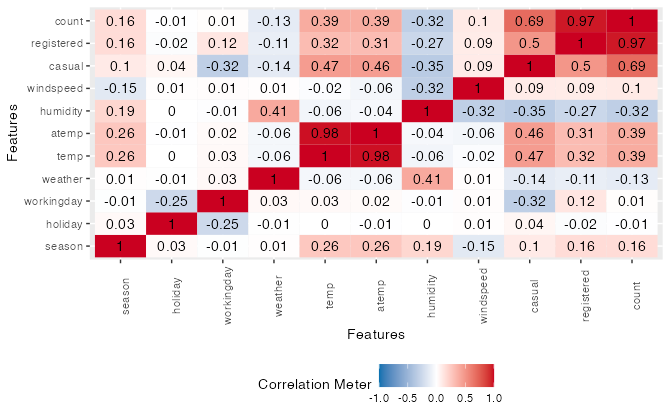 count 0.16 -0.01 0.01 -0.13 0.39 0.39 -0.32 0.1 0.69 0.97 1
registered 0.16 -0.02 0.12 -0.11 0.32 0.31 -0.27 0.09 0.5 1 0.97
casual 0.1 0.04 -0.32 -0.14 0.47 0.46 -0.35 0.09 1 0.5 0.69
windspeed -0.15 0.01 0.01 0.01 -0.02 -0.06 -0.32 1 0.09 0.09 0.1
humidity 0.19 0 -0.01 0.41 -0.06 -0.04 1 -0.32 -0.35 -0.27 -0.32
atemp 0.26 -0.01 0.02 -0.06 0.98 1 -0.04 -0.06 0.46 0.31 0.39
temp 0.26 0 0.03 -0.06 1 0.98 -0.06 -0.02 0.47 0.32 0.39
weather 0.01 -0.01 0.03 1 -0.06 -0.06 0.41 0.01 -0.14 -0.11 -0.13
workingday -0.01 -0.25 1 0.03 0.03 0.02 -0.01 0.01 -0.32 0.12 0.01
holiday 0.03 1 -0.25 -0.01 0 -0.01 0 0.01 0.04 -0.02 -0.01
season 1 0.03 -0.01 0.01 0.26 0.26 0.19 -0.15 0.1 0.16 0.16
Features
season holiday workingday weather temp atemp humidity windspeed casual registered count
Features
Correlation Meter
-1.0 -0.5 0.0 0.5 1.0